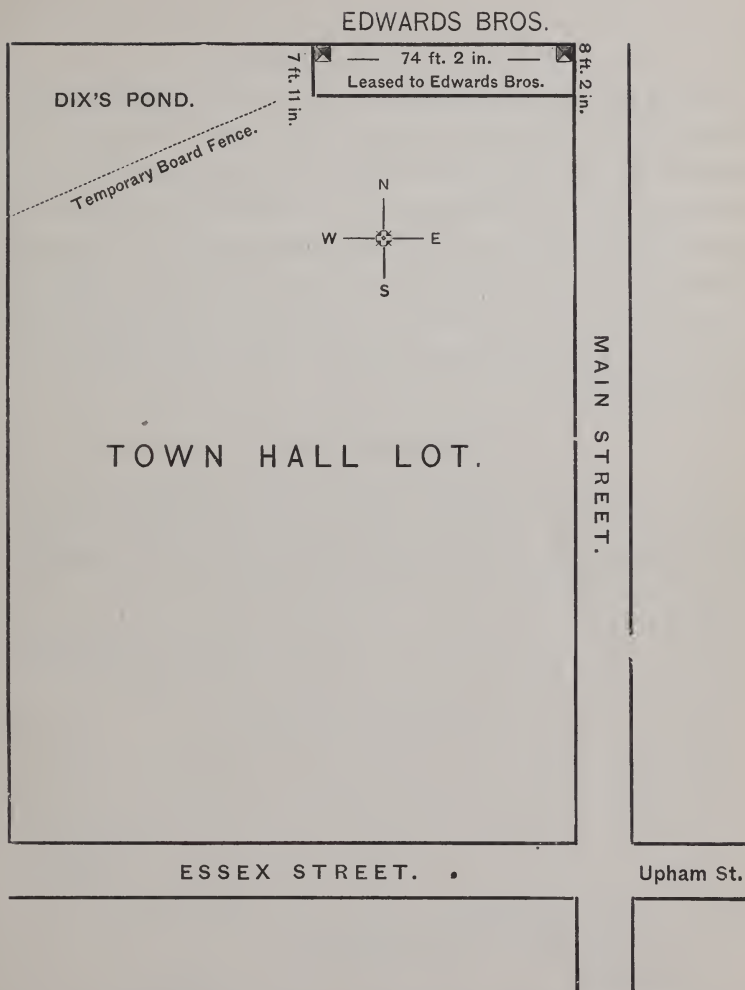 EDWARDS BROS.
7 ft. 11 in.
74 ft. 2 in.
8 ft. 2 in.
Leased to Edwards Bros.
DIX'S POND.
Temporary Board Fence.
N
W
E
S
MAIN STREET.
TOWN HALL LOT.
ESSEX STREET.
Upham St.